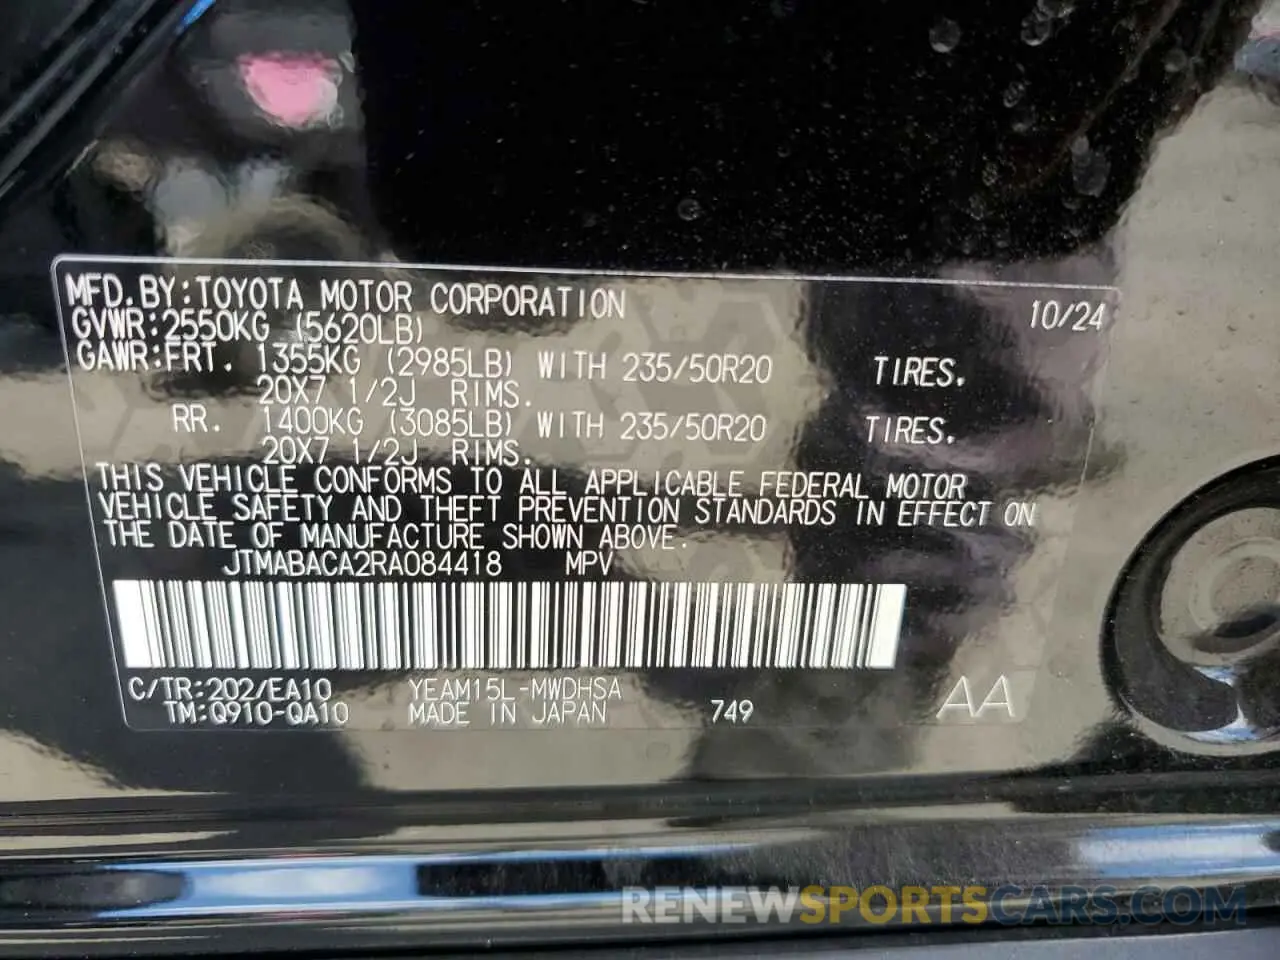 MFD.BY:TOYOTA MOTOR CORPORATION 10/24
GVWR:2550KG (5620LB)
GAWR:FRT. 1355KG (2985LB) WITH 235/50R20 TIRES.
20X7 1/2J RIMS.
RR. 1400KG (3085LB) WITH 235/50R20 TIRES.
20X7 1/2J RIMS.
THIS VEHICLE CONFORMS TO ALL APPLICABLE FEDERAL MOTOR
VEHICLE SAFETY AND THEFT PREVENTION STANDARDS IN EFFECT ON
THE DATE OF MANUFACTURE SHOWN ABOVE.
JTMABACA2RA084418 MPV
C/TR:202/EA10 YEAM15L-MWDHSA
TM:Q910-QA10 MADE IN JAPAN 749 AA
RENEWSPORTSCARS.COM